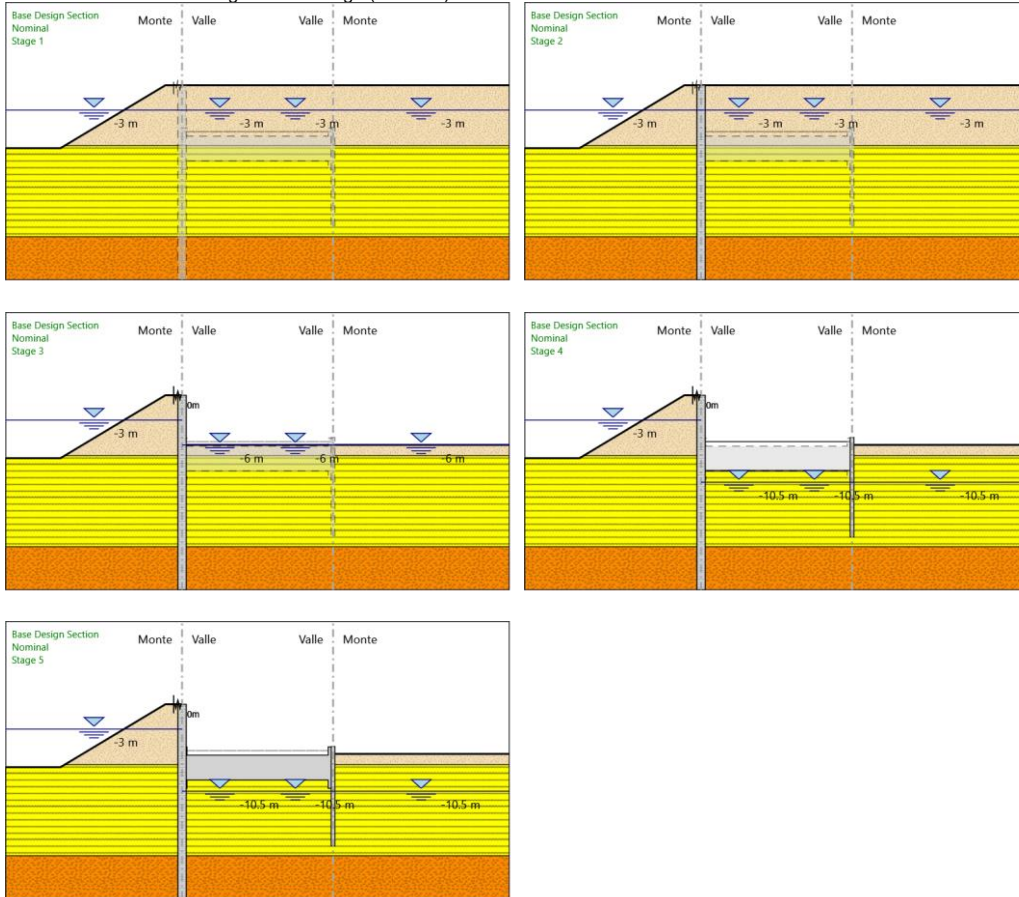 Base Design Section
Nominal
Stage 1
Monte Valle Valle Monte
-3 m -3 m -3 m -3 m
Base Design Section
Nominal
Stage 2
Monte Valle Valle Monte
-3 m -3 m -3 m -3 m
Base Design Section
Nominal
Stage 3
Monte Valle Valle Monte
0m
-3 m
-6 m -6 m -6 m
Base Design Section
Nominal
Stage 4
Monte Valle Valle Monte
0m
-3 m
-10.5 m -10.5 m -10.5 m
Base Design Section
Nominal
Stage 5
Monte Valle Valle Monte
0m
-3 m
-10.5 m -10.5 m -10.5 m